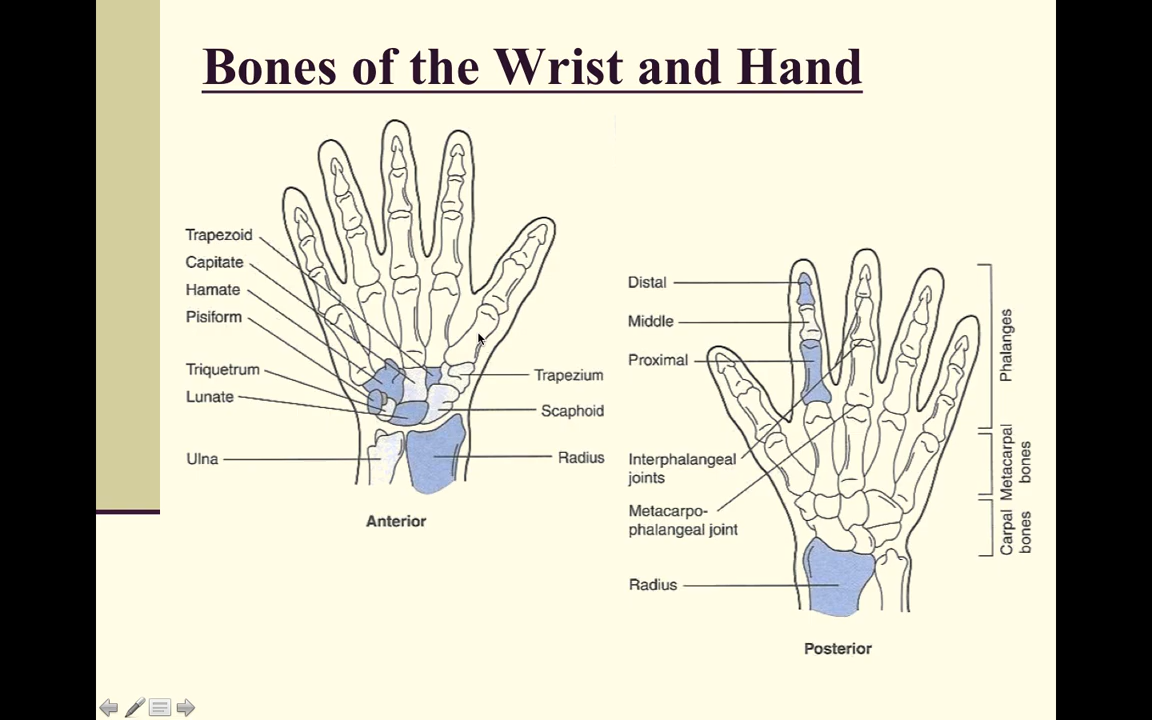 Bones of the Wrist and Hand
Trapezoid
Capitate
Hamate
Pisiform
Triquetrum
Lunate
Ulna
Trapezium
Scaphoid
Radius
Anterior
Distal
Middle
Proximal
Interphalangeal
joints
Metacarpo-
phalangeal joint
Radius
Phalanges
Metacarpal
bones
Carpal
bones
Posterior